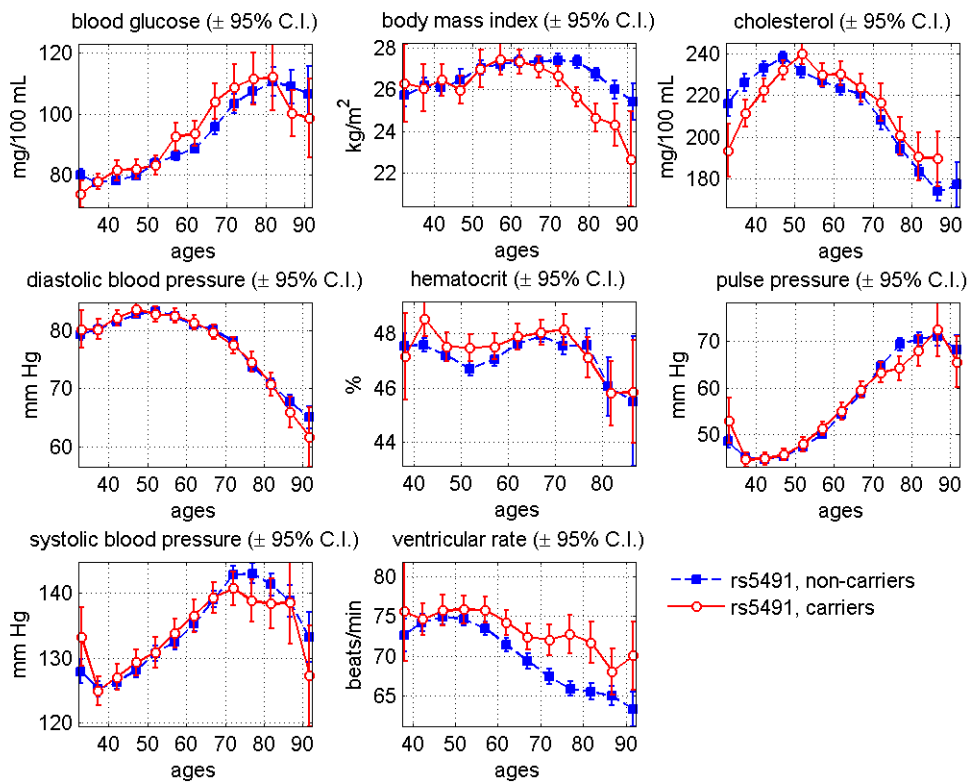 blood glucose (± 95% C.I.)
body mass index (± 95% C.I.)
cholesterol (± 95% C.I.)
mg/100 mL
120
100
80
40 50 60 70 80 90
ages
kg/m²
28
26
24
22
40 50 60 70 80 90
ages
mg/100 mL
240
220
200
180
40 50 60 70 80 90
ages
diastolic blood pressure (± 95% C.I.)
hematocrit (± 95% C.I.)
pulse pressure (± 95% C.I.)
mm Hg
80
70
60
40 50 60 70 80 90
ages
%
48
46
44
40 50 60 70 80
ages
mm Hg
70
60
50
40 50 60 70 80 90
ages
systolic blood pressure (± 95% C.I.)
ventricular rate (± 95% C.I.)
mm Hg
140
130
120
40 50 60 70 80 90
ages
beats/min
80
75
70
65
40 50 60 70 80 90
ages
rs5491, non-carriers
rs5491, carriers